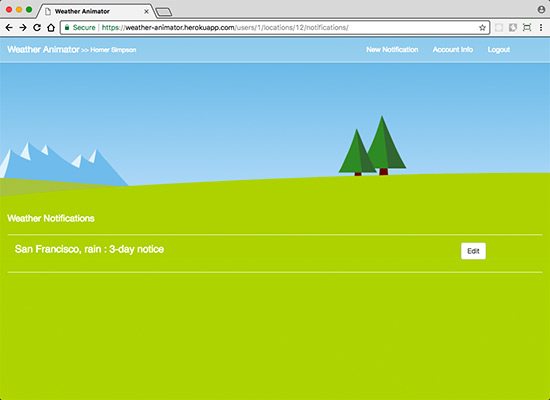 Weather Animator
Secure https://weather-animator.herokuapp.com/users/1/locations/12/notifications/
Weather Animator >> Homer Simpson New Notification Account Info Logout
Weather Notifications
San Francisco, rain : 3-day notice Edit